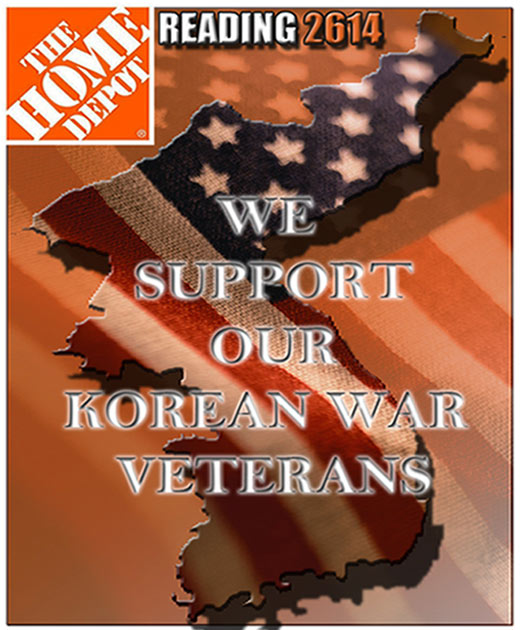 THE
HOME
DEPOT
®
READING 2614
WE
SUPPORT
OUR
KOREAN WAR
VETERANS